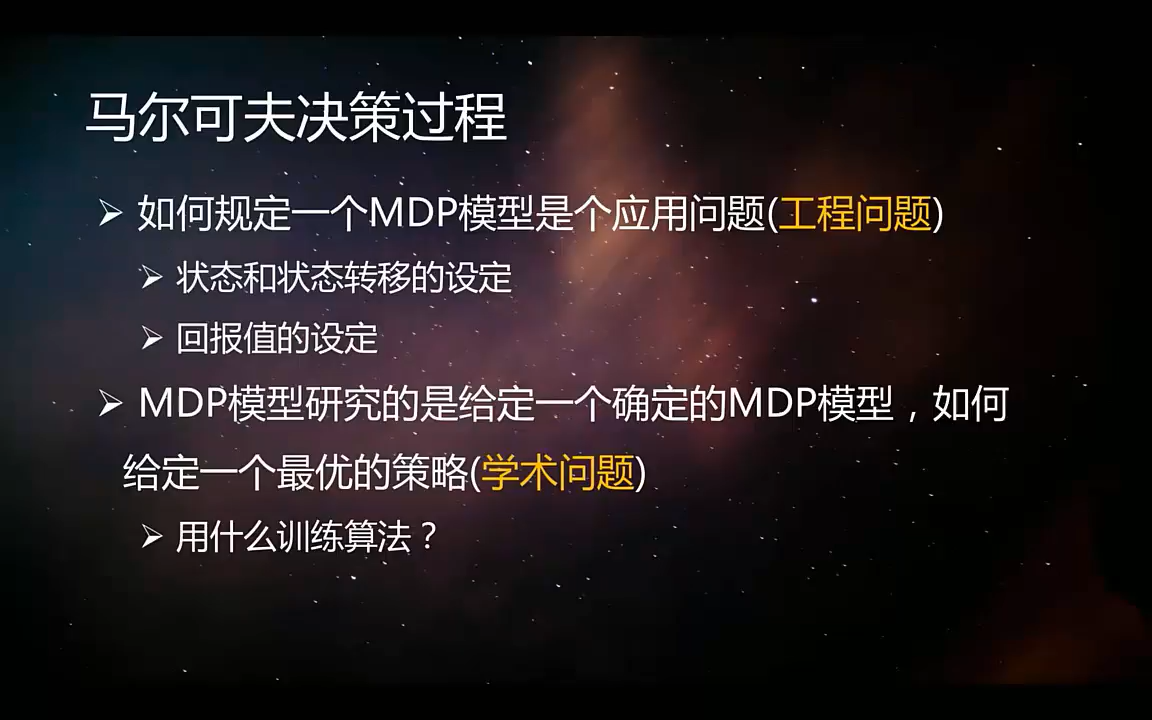 马尔可夫决策过程
➢ 如何规定一个MDP模型是个应用问题(工程问题)
➢ 状态和状态转移的设定
➢ 回报值的设定
➢ MDP模型研究的是给定一个确定的MDP模型，如何
给定一个最优的策略(学术问题)
➢ 用什么训练算法？